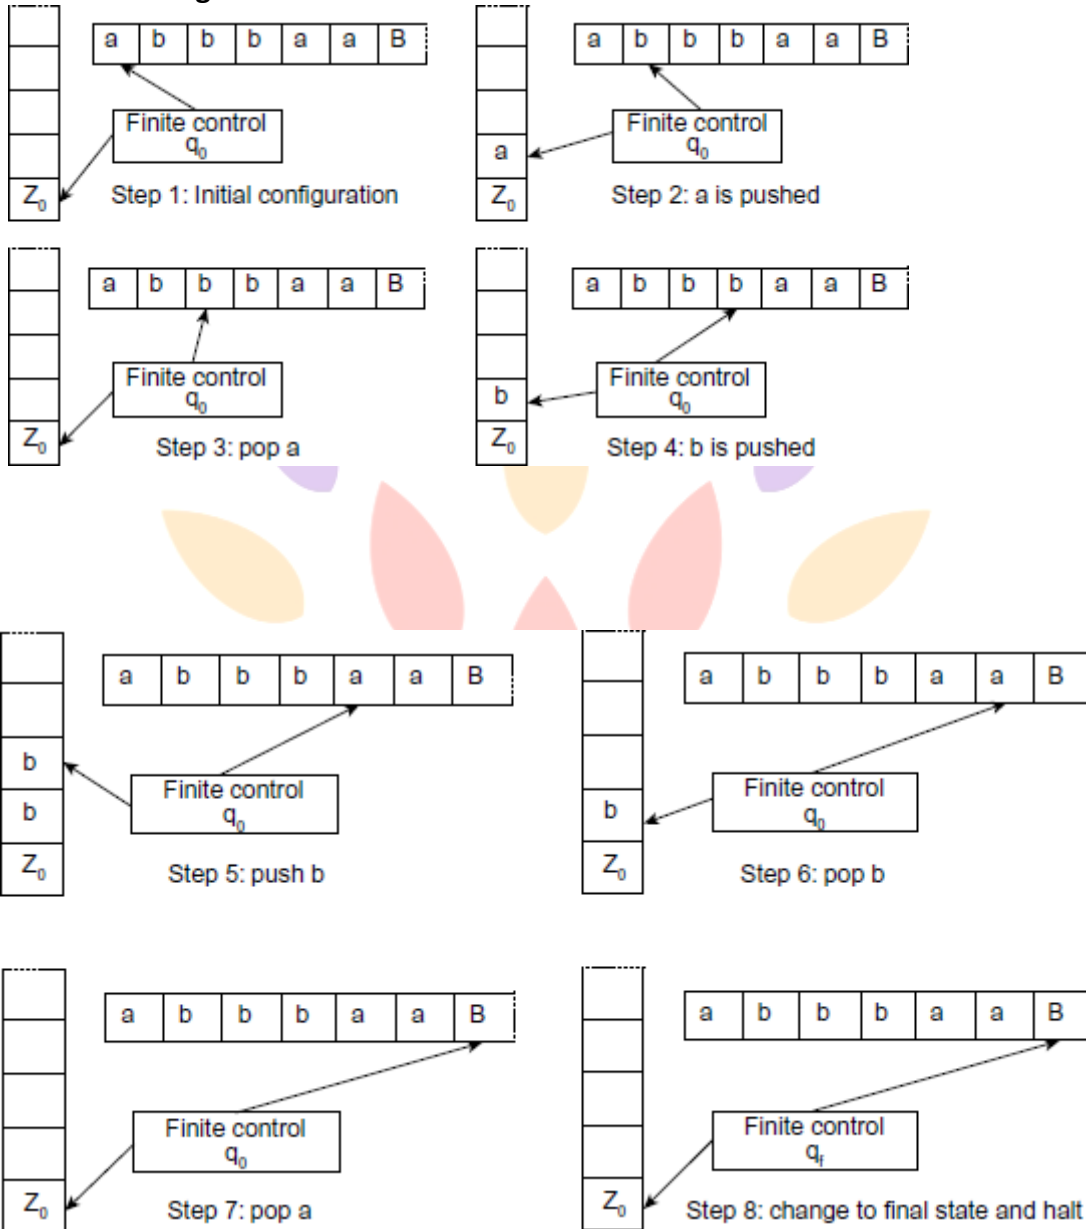 a b b b a a B
a b b b a a B
Finite control
q₀
Finite control
q₀
a
Z₀
Step 1: Initial configuration
Z₀
Step 2: a is pushed
a b b b a a B
a b b b a a B
Finite control
q₀
Finite control
q₀
b
Z₀
Step 3: pop a
Z₀
Step 4: b is pushed
a b b b a a B
a b b b a a B
b
Finite control
q₀
Finite control
q₀
b
b
Z₀
Step 5: push b
Z₀
Step 6: pop b
a b b b a a B
a b b b a a B
Finite control
q₀
Finite control
qf
Z₀
Step 7: pop a
Z₀
Step 8: change to final state and halt